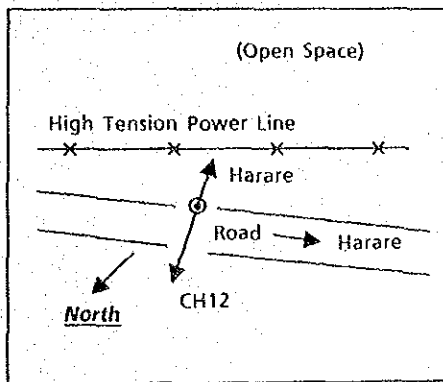 (Open Space)
High Tension Power Line
Harare
Road Harare
North
CH12